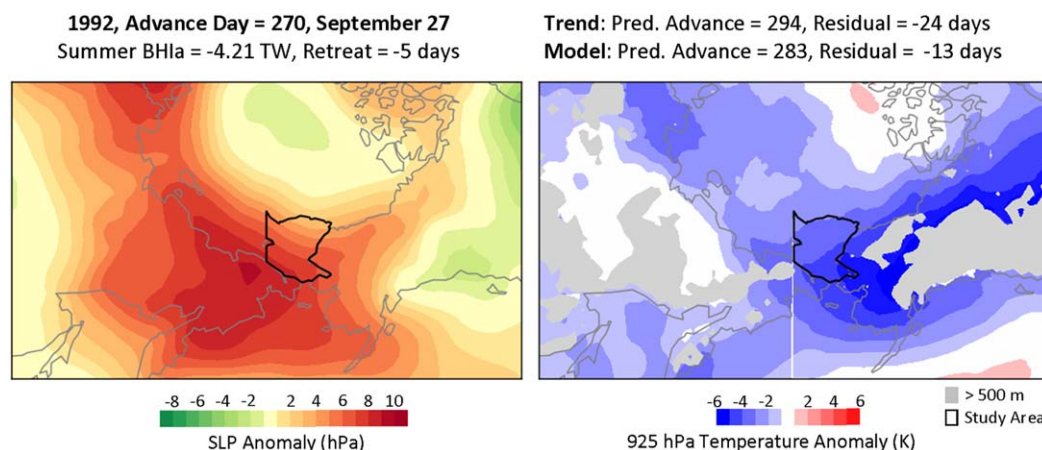 1992, Advance Day = 270, September 27
Summer BHIa = -4.21 TW, Retreat = -5 days
Trend: Pred. Advance = 294, Residual = -24 days
Model: Pred. Advance = 283, Residual = -13 days
-8 -6 -4 -2 2 4 6 8 10
SLP Anomaly (hPa)
-6 -4 -2 2 4 6
925 hPa Temperature Anomaly (K)
> 500 m
Study Area